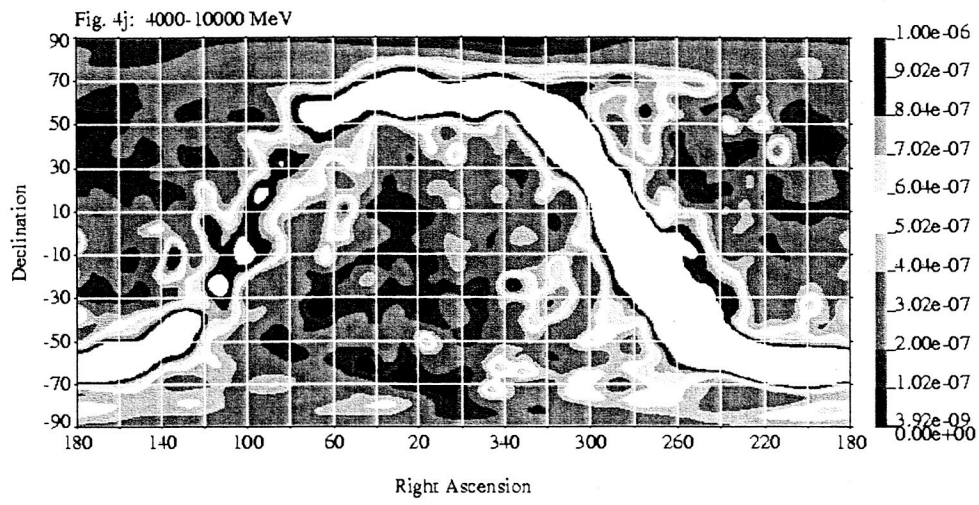 Fig. 4j: 4000-10000 MeV
90
70
50
30
10
-10
-30
-50
-70
-90
Declination
180 140 100 60 20 340 300 260 220 180
Right Ascension
1.00e-06
9.02e-07
8.04e-07
7.02e-07
6.04e-07
5.02e-07
4.04e-07
3.02e-07
2.00e-07
1.02e-07
3.92e-09
0.00e+00